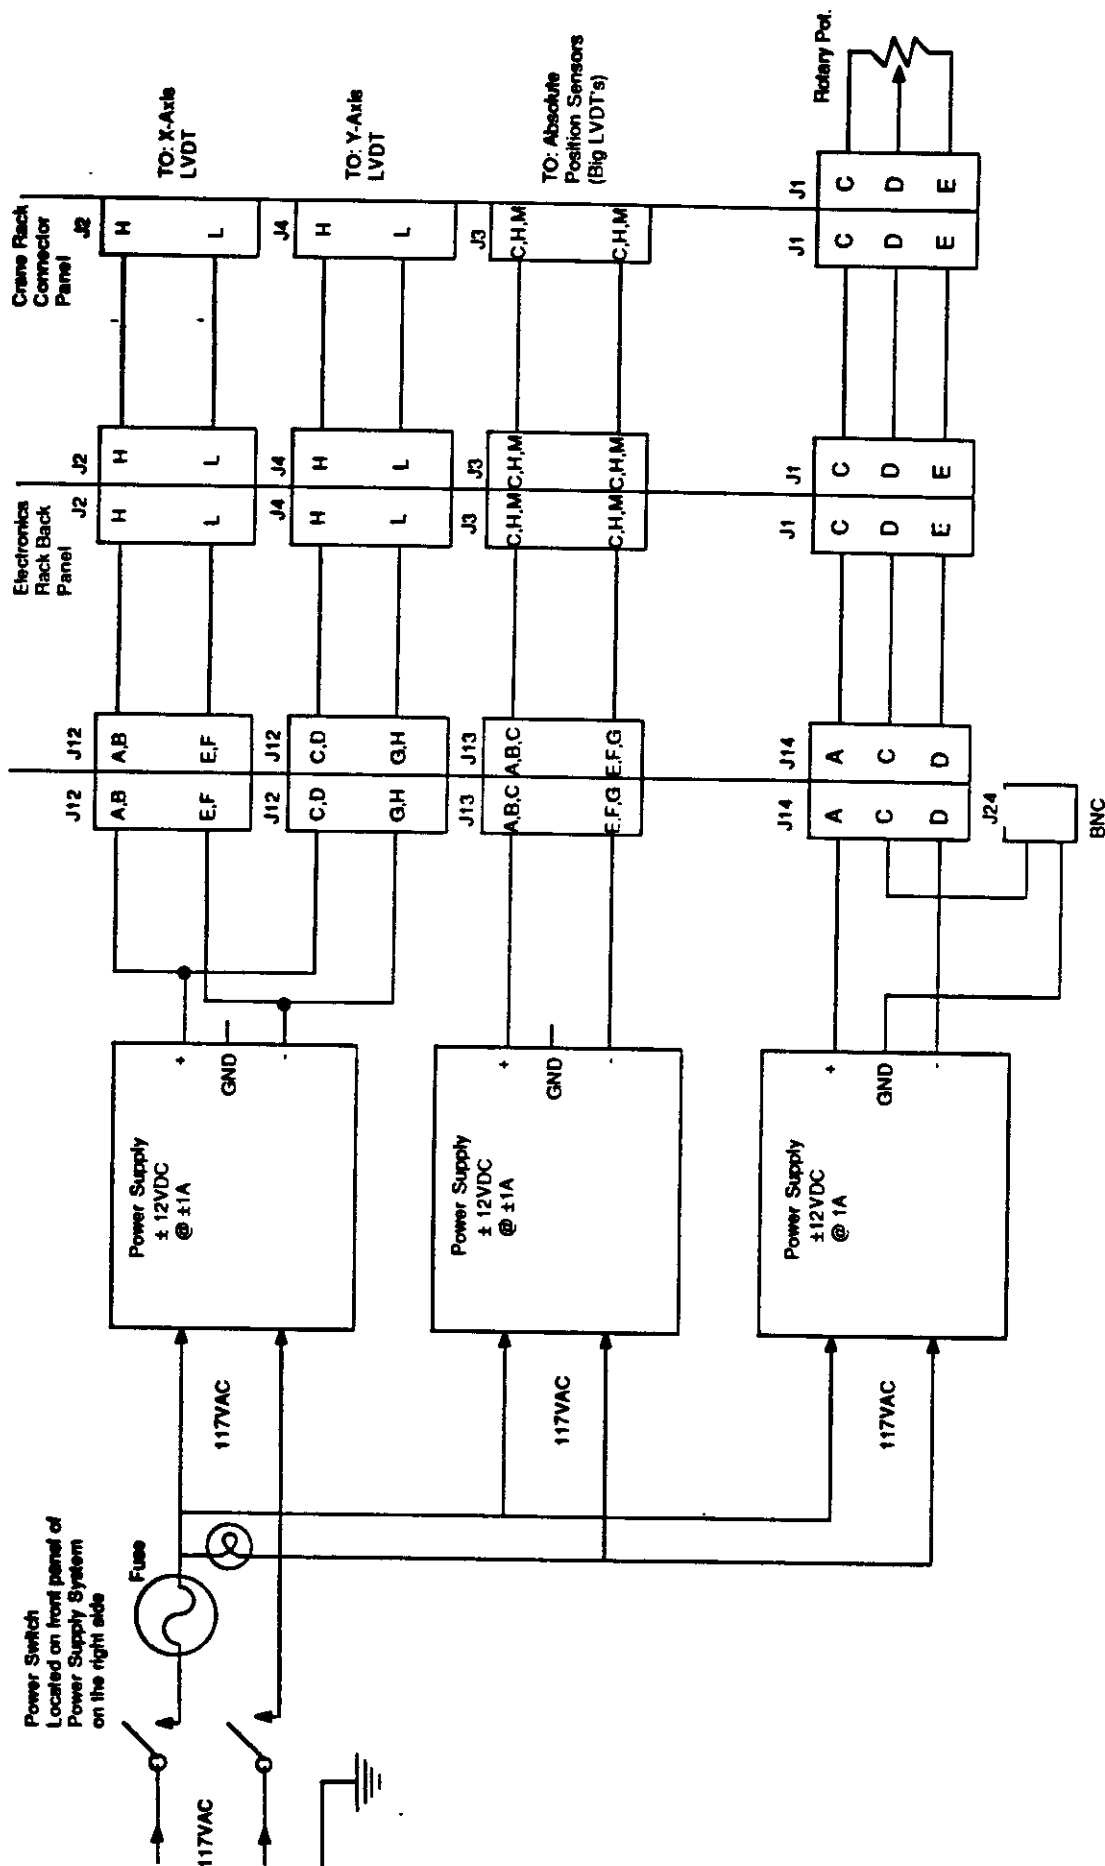 Power Switch
Located on front panel of
Power Supply System
on the right side
Fuse
117VAC
117VAC
117VAC
117VAC
Power Supply
± 12VDC
@ ±1A
+
GND
-
Power Supply
± 12VDC
@ ±1A
+
GND
-
Power Supply
±12VDC
@ 1A
+
GND
-
J12
A,B
E,F
J12
A,B
E,F
J12
C,D
G,H
J12
C,D
G,H
J13
A,B,C
E,F,G
J13
A,B,C
E,F,G
J14
A
C
D
J14
A
C
D
J24
BNC
Electronics
Rack Back
Panel
J2
H
L
J2
H
L
J4
H
L
J4
H
L
J3
C,H,M
C,H,M
J3
C,H,M
C,H,M
J1
C
D
E
J1
C
D
E
Crane Rack
Connector
Panel
J2
H
L
J4
H
L
J3
C,H,M
C,H,M
J1
C
D
E
J1
C
D
E
TO: X-Axis
LVDT
TO: Y-Axis
LVDT
TO: Absolute
Position Sensors
(Big LVDT's)
Rotary Pot.